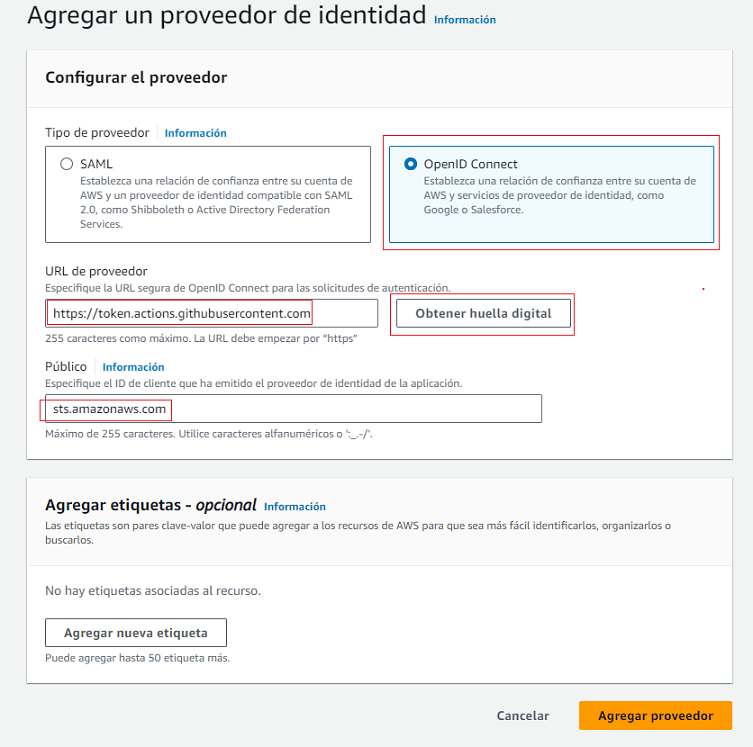 Agregar un proveedor de identidad Información
Configurar el proveedor
Tipo de proveedor Información
SAML
Establezca una relación de confianza entre su cuenta de
AWS y un proveedor de identidad compatible con SAML
2.0, como Shibboleth o Active Directory Federation
Services.
OpenID Connect
Establezca una relación de confianza entre su cuenta de
AWS y servicios de proveedor de identidad, como
Google o Salesforce.
URL de proveedor
Especifique la URL segura de OpenID Connect para las solicitudes de autenticación.
https://token.actions.githubusercontent.com
Obtener huella digital
255 caracteres como máximo. La URL debe empezar por "https"
Público Información
Especifique el ID de cliente que ha emitido el proveedor de identidad de la aplicación.
sts.amazonaws.com
Máximo de 255 caracteres. Utilice caracteres alfanuméricos o ':_.-/'.
Agregar etiquetas - opcional Información
Las etiquetas son pares clave-valor que puede agregar a los recursos de AWS para que sea más fácil identificarlos, organizarlos o
buscarlos.
No hay etiquetas asociadas al recurso.
Agregar nueva etiqueta
Puede agregar hasta 50 etiqueta más.
Cancelar
Agregar proveedor